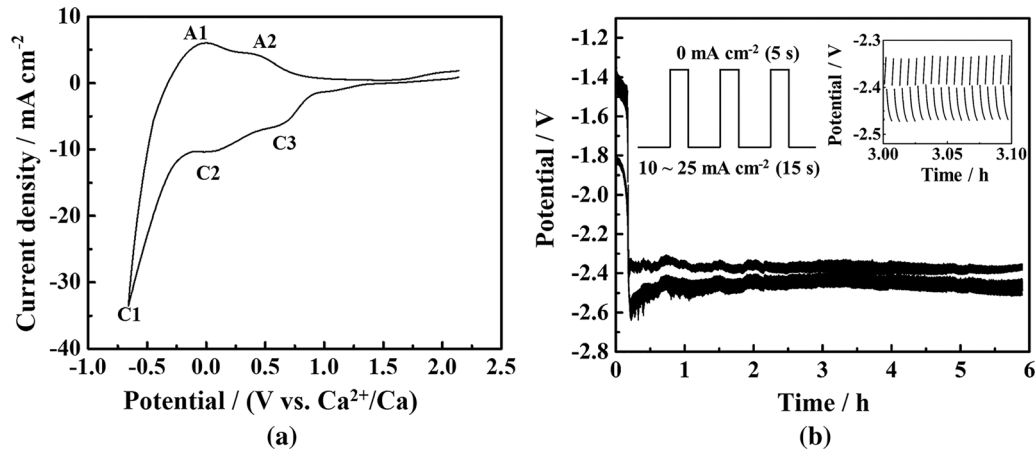 (a)
10
0
-10
-20
-30
-40
Current density / mA cm⁻²
A1
A2
C1
C2
C3
-1.0 -0.5 0.0 0.5 1.0 1.5 2.0 2.5
Potential / (V vs. Ca²⁺/Ca)
(a)
-1.2
-1.4
-1.6
-1.8
-2.0
-2.2
-2.4
-2.6
-2.8
Potential / V
0 mA cm⁻² (5 s)
10 ~ 25 mA cm⁻² (15 s)
-2.3
-2.4
-2.5
Potential / V
3.00 3.05 3.10
Time / h
0 1 2 3 4 5 6
Time / h
(b)